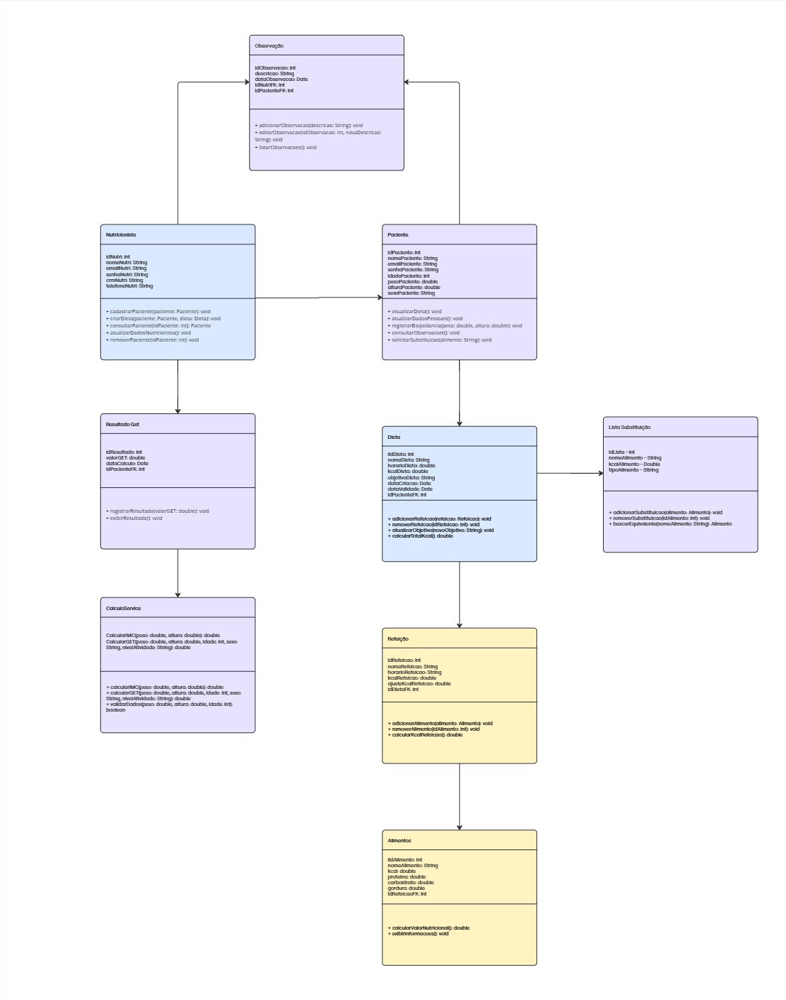 Observação
idObservacao: int
descricao: String
dataObservacao: Date
idNutriFK: int
idPacienteFK: int
+ adicionarObservacao(descricao: String): void
+ editarObservacao(idObservacao: int, novaDescricao:
String): void
+ listarObservacoes(): void
Nutricionista
idNutri: int
nomeNutri: String
emailNutri: String
senhaNutri: String
crmNutri: String
telefoneNutri: String
+ cadastrarPaciente(paciente: Paciente): void
+ criarDieta(paciente: Paciente, dieta: Dieta): void
+ consultarPaciente(idPaciente: int): Paciente
+ atualizarDadosNutricionista(): void
+ removerPaciente(idPaciente: int): void
Paciente
idPaciente: int
nomePaciente: String
emailPaciente: String
senhaPaciente: String
idadePaciente: int
pesoPaciente: double
alturaPaciente: double
sexoPaciente: String
+ visualizarDieta(): void
+ atualizarDadosPessoais(): void
+ registrarBiopedancia(peso: double, altura: double): void
+ consultarObservacoes(): void
+ solicitarSubstituicao(alimento: String): void
Resultado Get
idResultado: int
valorGET: double
dataCalculo: Date
idPacienteFK: int
+ registrarResultado(valorGET: double): void
+ exibirResultado(): void
Dieta
iidDieta: int
nomeDieta: String
horarioDieta: double
kcalDieta: double
objetivoDieta: String
dataCriacao: Date
dataValidade: Date
idPacienteFK: int
+ adicionarRefeicao(refeicao: Refeicao): void
+ removerRefeicao(idRefeicao: int): void
+ atualizarObjetivo(novoObjetivo: String): void
+ calcularTotalKcal(): double
Lista Substituição
idLista - int
nomeAlimento - String
kcalAlimento - Double
tipoAlimento - Stiring
+ adicionarSubstituicao(alimento: Alimento): void
+ removerSubstituicao(idAlimento: int): void
+ buscarEquivalente(nomeAlimento: String): Alimento
CalculoService
CalcularIMC(peso: double, altura: double): double
CalcularGET(peso: double, altura: double, idade: int, sexo:
String, nivelAtividade: String): double
+ calcularIMC(peso: double, altura: double): double
+ calcularGET(peso: double, altura: double, idade: int, sexo:
String, nivelAtividade: String): double
+ validarDados(peso: double, altura: double, idade: int):
boolean
Refeição
idRefeicao: int
nomeRefeicao: String
horarioRefeicao: String
kcalRefeicao: double
ajusteKcalRefeicao: double
idDietaFK: int
+ adicionarAlimento(alimento: Alimento): void
+ removerAlimento(idAlimento: int): void
+ calcularKcalRefeicao(): double
Alimentos
iidAlimento: int
nomeAlimento: String
kcal: double
proteina: double
carboidrato: double
gordura: double
idRefeicaoFK: int
+ calcularValorNutricional(): double
+ exibirInformacoes(): void